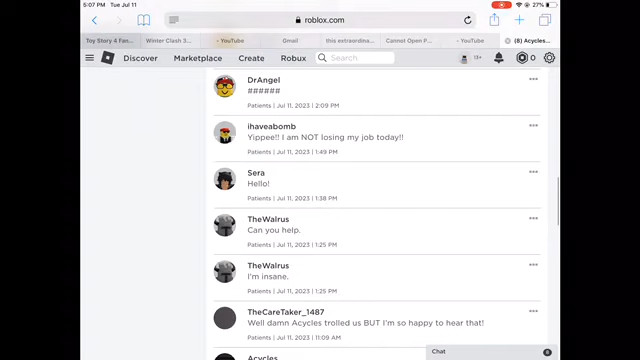 5:07 PM Tue Jul 11
27%
roblox.com
Toy Story 4 Fan...
Winter Clash 3...
- YouTube
Gmail
this extraordina...
Cannot Open P...
- YouTube
(8) Acycles...
Discover
Marketplace
Create
Robux
Search
13+
0
DrAngel
######
Patients | Jul 11, 2023 | 2:09 PM
ihaveabomb
Yippee!! I am NOT losing my job today!!
Patients | Jul 11, 2023 | 1:49 PM
Sera
Hello!
Patients | Jul 11, 2023 | 1:38 PM
TheWalrus
Can you help.
Patients | Jul 11, 2023 | 1:25 PM
TheWalrus
I'm insane.
Patients | Jul 11, 2023 | 1:25 PM
TheCareTaker_1487
Well damn Acycles trolled us BUT I'm so happy to hear that!
Patients | Jul 11, 2023 | 11:09 AM
Acycles
Chat